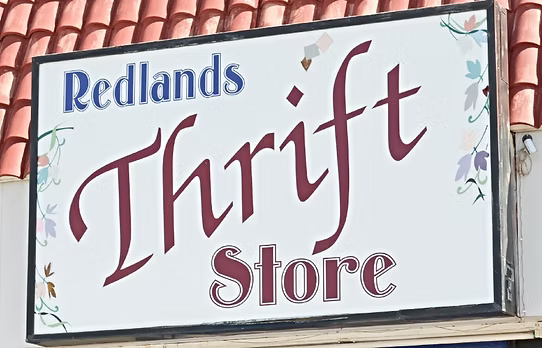 Redlands
Thrift
Store